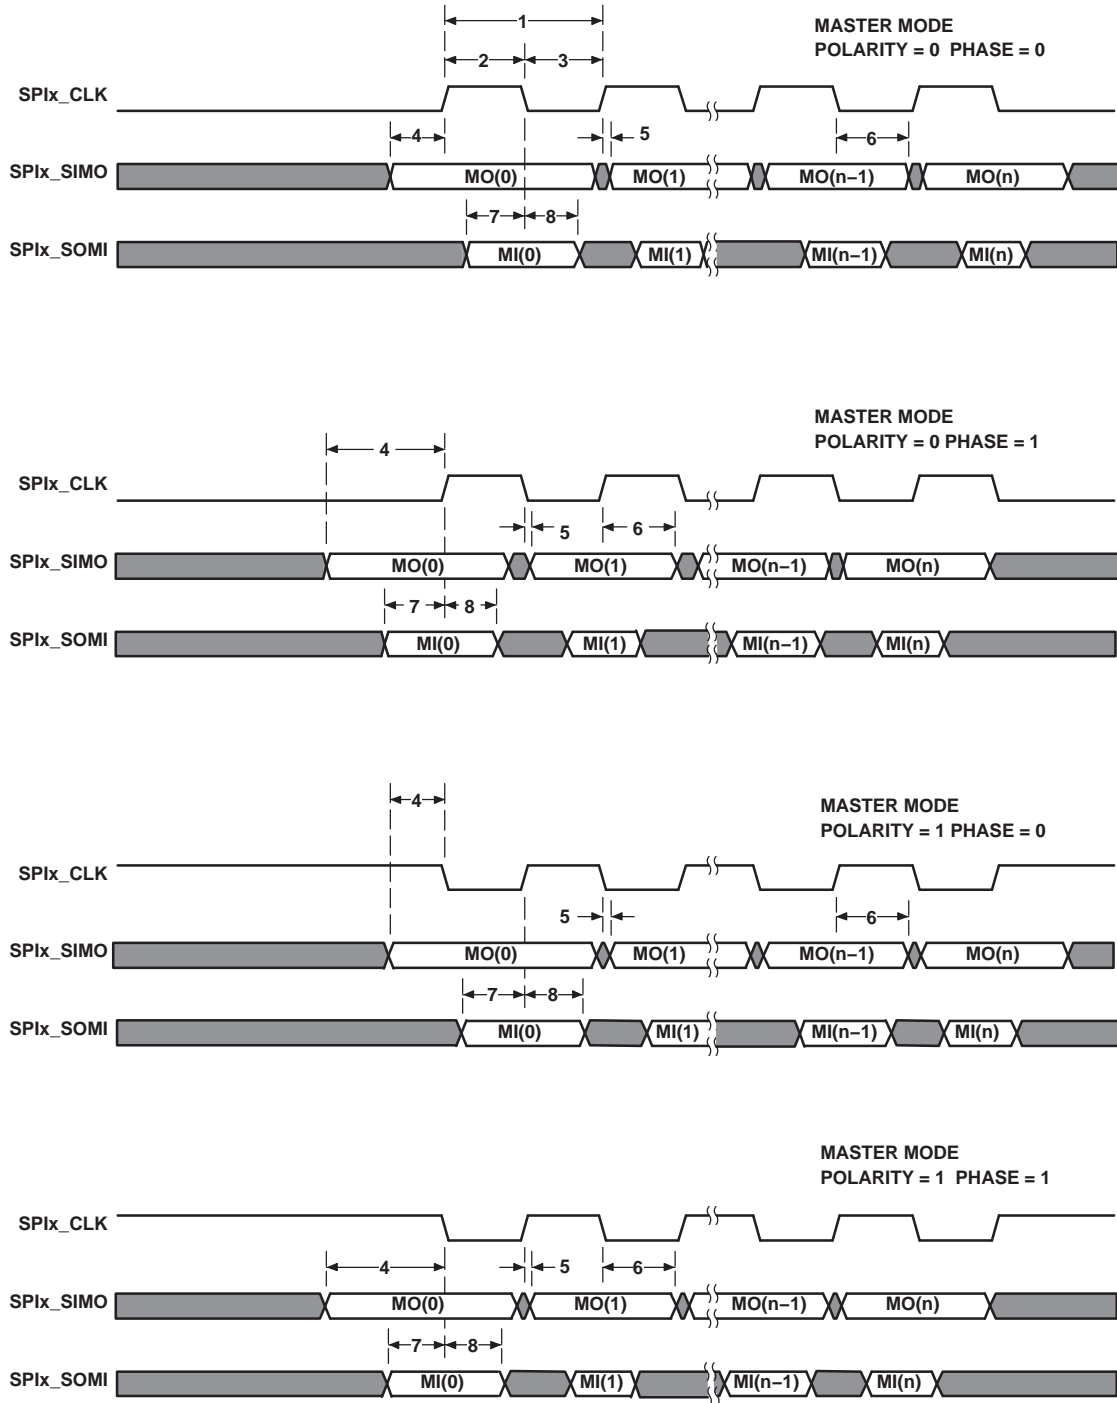 1
MASTER MODE
POLARITY = 0 PHASE = 0
2 3
SPIx_CLK
4 5 6
SPIx_SIMO MO(0) MO(1) MO(n−1) MO(n)
7 8
SPIx_SOMI MI(0) MI(1) MI(n−1) MI(n)
MASTER MODE
POLARITY = 0 PHASE = 1
4
SPIx_CLK
5 6
SPIx_SIMO MO(0) MO(1) MO(n−1) MO(n)
7 8
SPIx_SOMI MI(0) MI(1) MI(n−1) MI(n)
4
MASTER MODE
POLARITY = 1 PHASE = 0
SPIx_CLK
5 6
SPIx_SIMO MO(0) MO(1) MO(n−1) MO(n)
7 8
SPIx_SOMI MI(0) MI(1) MI(n−1) MI(n)
MASTER MODE
POLARITY = 1 PHASE = 1
SPIx_CLK
4 5 6
SPIx_SIMO MO(0) MO(1) MO(n−1) MO(n)
7 8
SPIx_SOMI MI(0) MI(1) MI(n−1) MI(n)